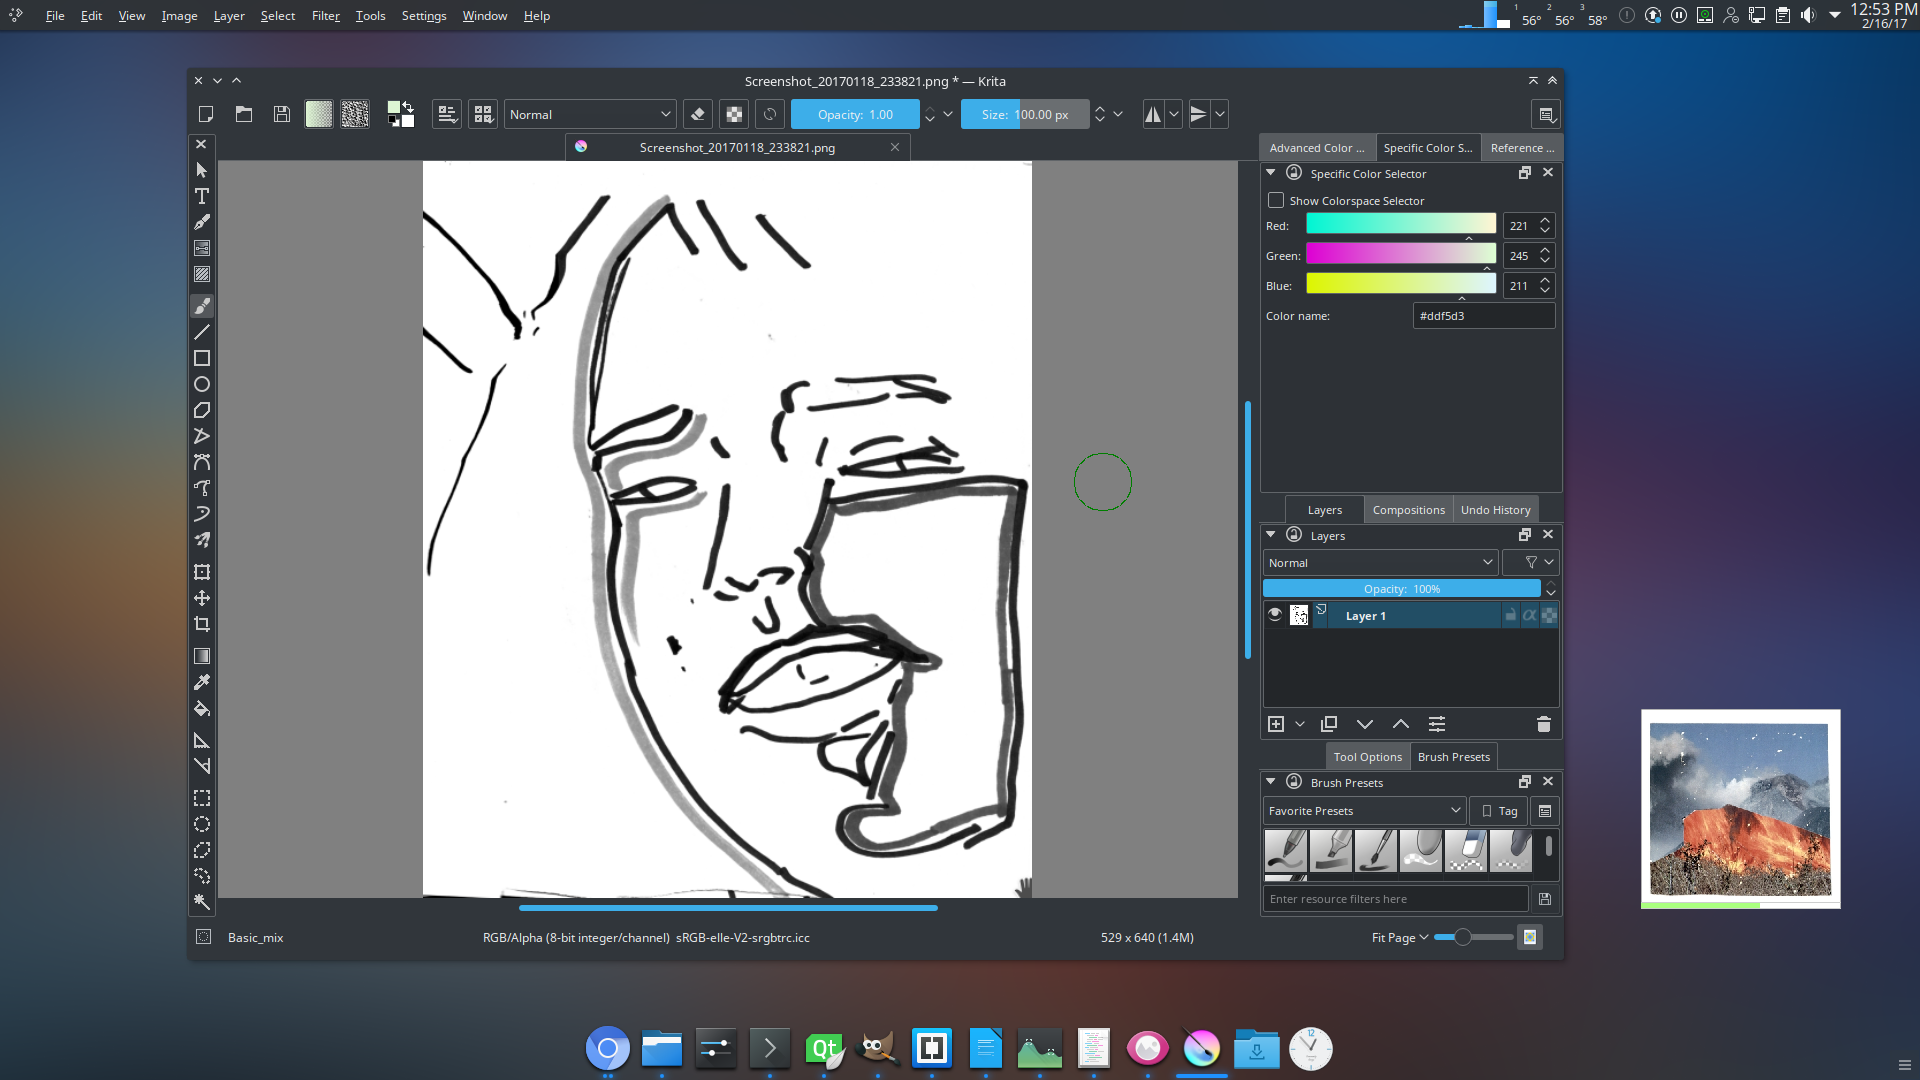 File Edit View Image Layer Select Filter Tools Settings Window Help
1 56° 2 56° 3 58°
12:53 PM
2/16/17
Screenshot_20170118_233821.png * — Krita
Normal
Opacity: 1.00
Size: 100.00 px
Screenshot_20170118_233821.png
Advanced Color ... Specific Color S... Reference ...
Specific Color Selector
Show Colorspace Selector
Red: 221
Green: 245
Blue: 211
Color name: #ddf5d3
Layers Compositions Undo History
Layers
Normal
Opacity: 100%
Layer 1
Tool Options Brush Presets
Brush Presets
Favorite Presets Tag
Enter resource filters here
Basic_mix
RGB/Alpha (8-bit integer/channel) sRGB-elle-V2-srgbtrc.icc
529 x 640 (1.4M)
Fit Page
Qt
12